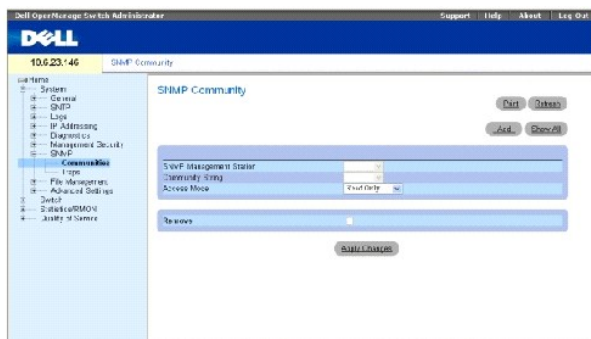 Dell OpenManage Switch Administrator
Support Help About Log Out
DELL
10.6.23.146 SNMP Community
Home
System
General
SNTP
Logs
IP Addressing
Diagnostics
Management Security
SNMP
Communities
Traps
File Management
Advanced Settings
Switch
Statistics/RMON
Quality of Service
SNMP Community
Print Refresh
Add Show All
SNMP Management Station
Community String
Access Mode Read Only
Remove
Apply Changes